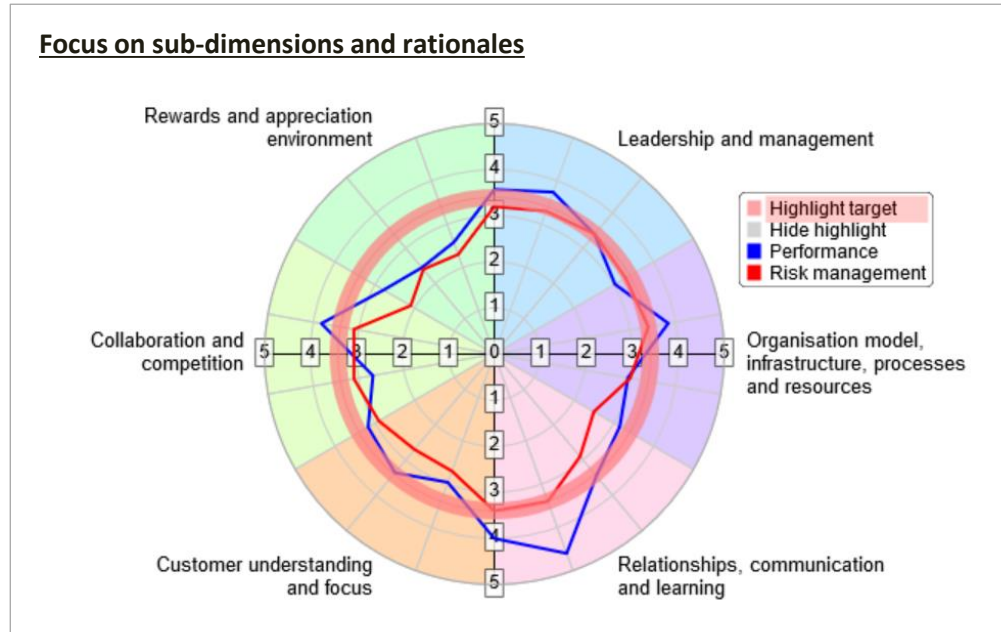 Focus on sub-dimensions and rationales
Rewards and appreciation
environment
Leadership and management
Highlight target
Hide highlight
Performance
Risk management
Collaboration and
competition
Organisation model,
infrastructure, processes
and resources
Customer understanding
and focus
Relationships, communication
and learning
5
4
3
2
1
5 4 3 2 1 0 1 2 3 4 5
1
2
3
4
5